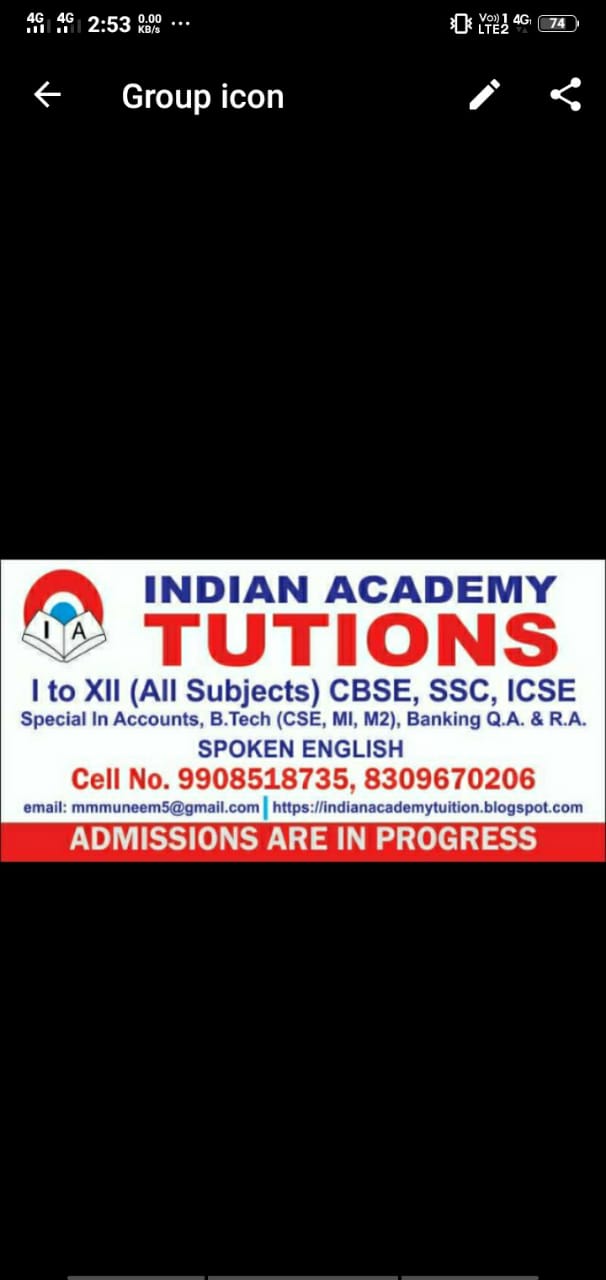 4G 4G 2:53 0.00 KB/s ... Vo)) 1 4G LTE2 74
Group icon
I A
INDIAN ACADEMY
TUTIONS
I to XII (All Subjects) CBSE, SSC, ICSE
Special In Accounts, B.Tech (CSE, MI, M2), Banking Q.A. & R.A.
SPOKEN ENGLISH
Cell No. 9908518735, 8309670206
email: mmmuneem5@gmail.com | https://indianacademytuition.blogspot.com
ADMISSIONS ARE IN PROGRESS